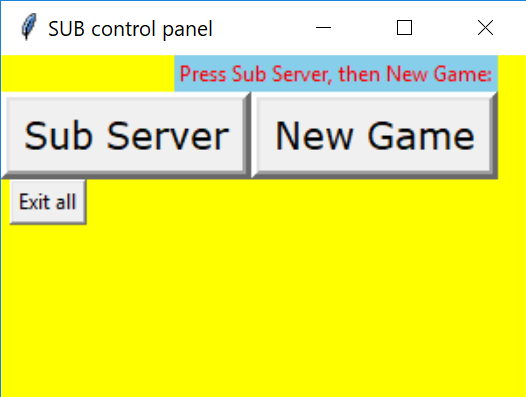 SUB control panel
Press Sub Server, then New Game:
Sub Server New Game
Exit all